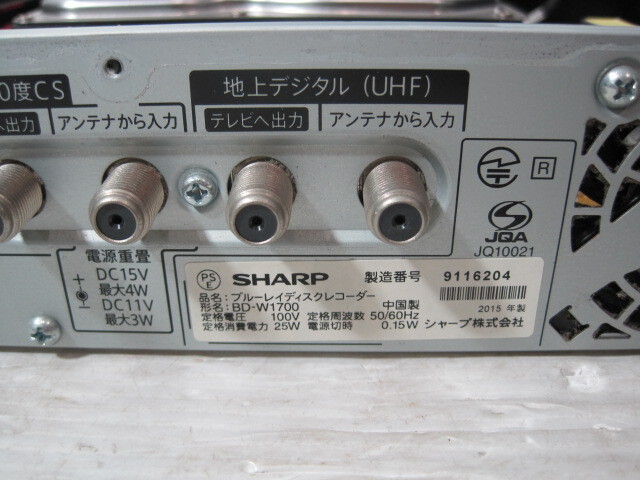 0度CS
地上デジタル (UHF)
へ出力
アンテナから入力
テレビへ出力
アンテナから入力
R
JQA
JQ10021
電源重畳
DC15V
最大4W
DC11V
最大3W
PS
E
SHARP
製造番号 9116204
品名: ブルーレイディスクレコーダー
形名: BD-W1700 中国製 2015 年製
定格電圧 100V 定格周波数 50/60Hz
定格消費電力 25W 電源切時 0.15W シャープ株式会社